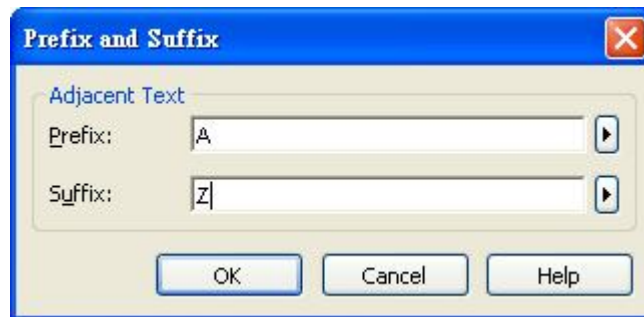 Prefix and Suffix
Adjacent Text
Prefix: A
Suffix: Z
OK Cancel Help